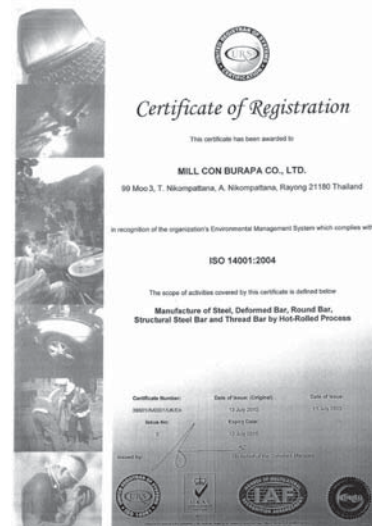 URS
Certificate of Registration
This certificate has been awarded to
MILL CON BURAPA CO., LTD.
99 Moo 3, T. Nikompattana, A. Nikompattana, Rayong 21180 Thailand
in recognition of the organization's Environmental Management System which complies with
ISO 14001:2004
The scope of activities covered by this certificate is defined below
Manufacture of Steel, Deformed Bar, Round Bar,
Structural Steel Bar and Thread Bar by Hot-Rolled Process
Certificate Number:
Date of Issue: (Original)
Date of Issue
Issue No:
Expiry Date:
Issued by:
URS
IAF